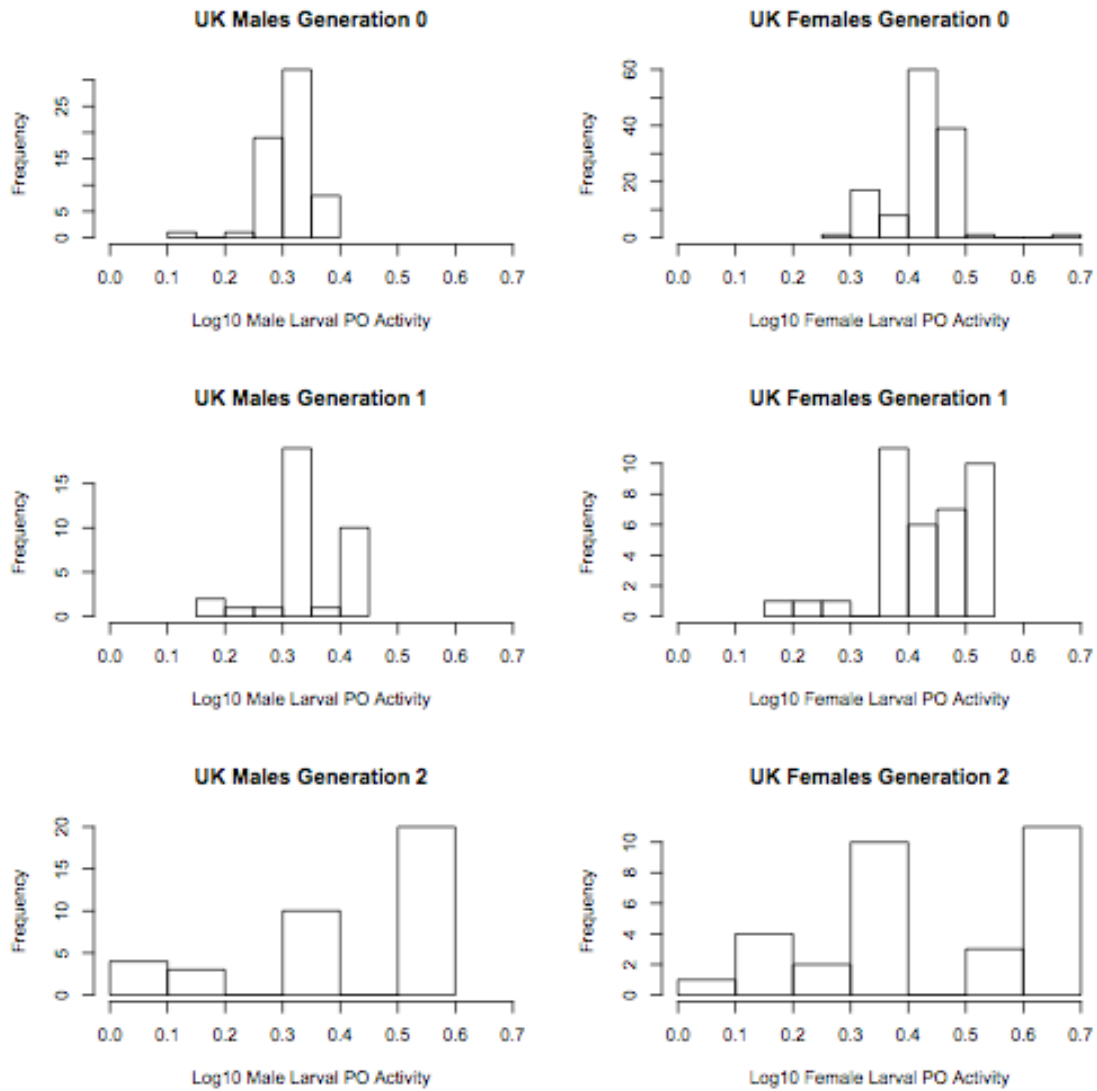 UK Males Generation 0
Frequency
25
15
5
0
0.0 0.1 0.2 0.3 0.4 0.5 0.6 0.7
Log10 Male Larval PO Activity
UK Females Generation 0
Frequency
60
40
20
0
0.0 0.1 0.2 0.3 0.4 0.5 0.6 0.7
Log10 Female Larval PO Activity
UK Males Generation 1
Frequency
15
10
5
0
0.0 0.1 0.2 0.3 0.4 0.5 0.6 0.7
Log10 Male Larval PO Activity
UK Females Generation 1
Frequency
10
8
6
4
2
0
0.0 0.1 0.2 0.3 0.4 0.5 0.6 0.7
Log10 Female Larval PO Activity
UK Males Generation 2
Frequency
20
15
10
5
0
0.0 0.1 0.2 0.3 0.4 0.5 0.6 0.7
Log10 Male Larval PO Activity
UK Females Generation 2
Frequency
10
8
6
4
2
0
0.0 0.1 0.2 0.3 0.4 0.5 0.6 0.7
Log10 Female Larval PO Activity